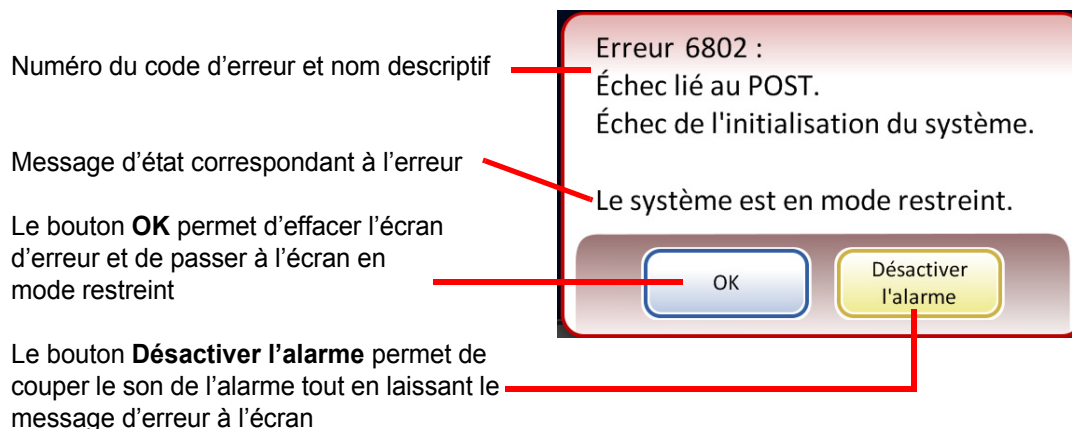 Numéro du code d’erreur et nom descriptif
Message d’état correspondant à l’erreur
Le bouton OK permet d’effacer l’écran
d’erreur et de passer à l’écran en
mode restreint
Le bouton Désactiver l’alarme permet de
couper le son de l’alarme tout en laissant le
message d’erreur à l’écran
Erreur 6802 :
Échec lié au POST.
Échec de l'initialisation du système.
Le système est en mode restreint.
OK
Désactiver
l'alarme